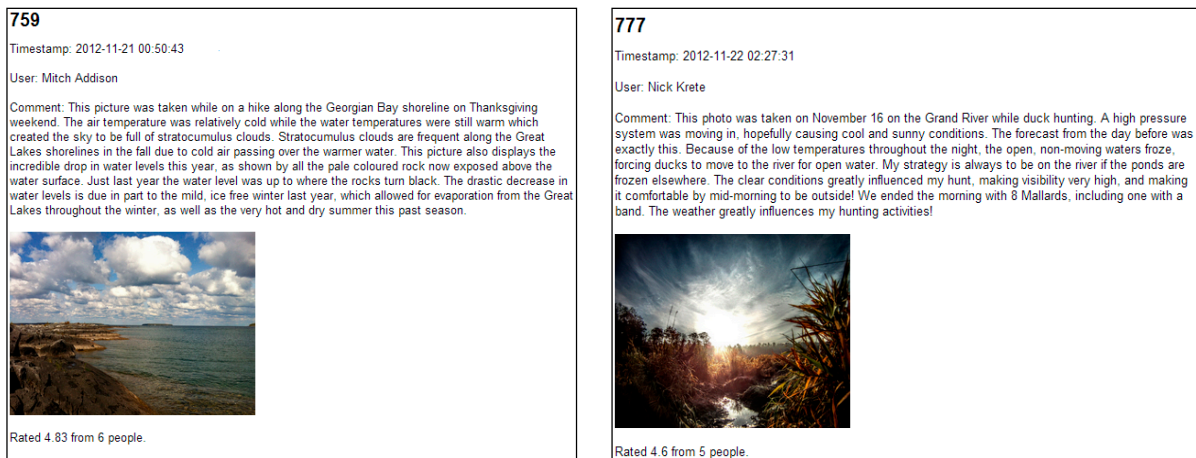 759
Timestamp: 2012-11-21 00:50:43
User: Mitch Addison
Comment: This picture was taken while on a hike along the Georgian Bay shoreline on Thanksgiving
weekend. The air temperature was relatively cold while the water temperatures were still warm which
created the sky to be full of stratocumulus clouds. Stratocumulus clouds are frequent along the Great
Lakes shorelines in the fall due to cold air passing over the warmer water. This picture also displays the
incredible drop in water levels this year, as shown by all the pale coloured rock now exposed above the
water surface. Just last year the water level was up to where the rocks turn black. The drastic decrease in
water levels is due in part to the mild, ice free winter last year, which allowed for evaporation from the Great
Lakes throughout the winter, as well as the very hot and dry summer this past season.
Rated 4.83 from 6 people.
777
Timestamp: 2012-11-22 02:27:31
User: Nick Krete
Comment: This photo was taken on November 16 on the Grand River while duck hunting. A high pressure
system was moving in, hopefully causing cool and sunny conditions. The forecast from the day before was
exactly this. Because of the low temperatures throughout the night, the open, non-moving waters froze,
forcing ducks to move to the river for open water. My strategy is always to be on the river if the ponds are
frozen elsewhere. The clear conditions greatly influenced my hunt, making visibility very high, and making
it comfortable by mid-morning to be outside! We ended the morning with 8 Mallards, including one with a
band. The weather greatly influences my hunting activities!
Rated 4.6 from 5 people.